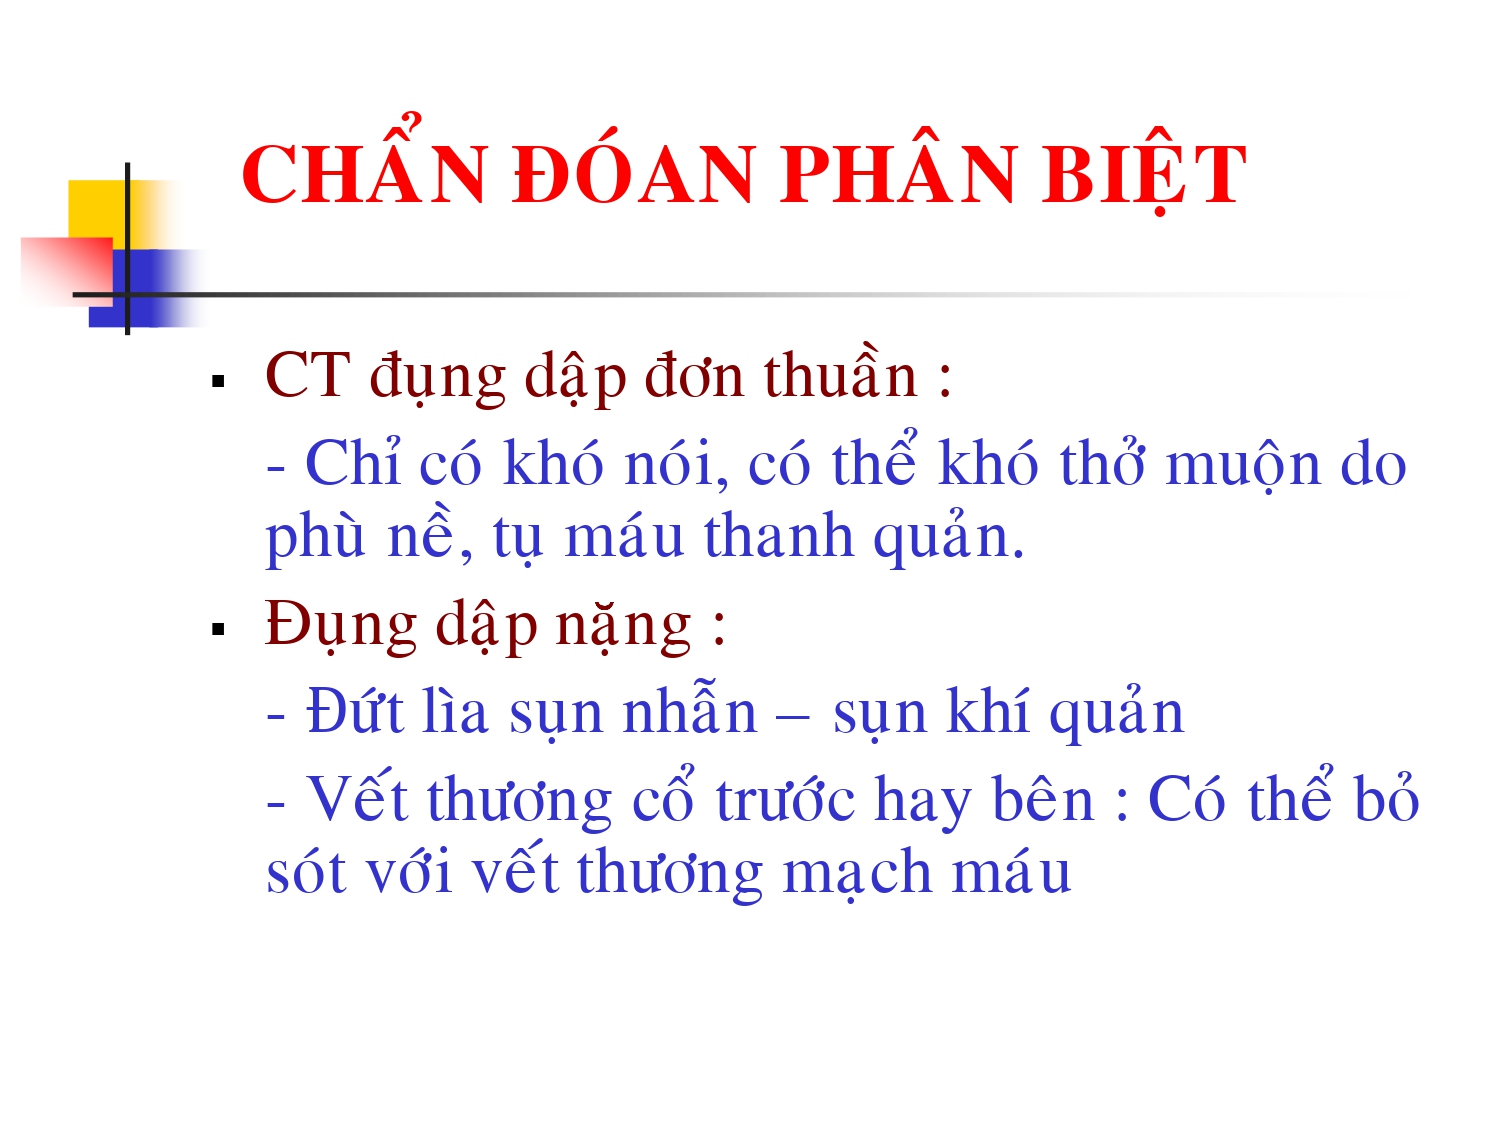 CHẨN ĐÓAN PHÂN BIỆT
▪ CT đụng dập đơn thuần :
- Chỉ có khó nói, có thể khó thở muộn do
phù nề, tụ máu thanh quản.
▪ Đụng dập nặng :
- Đứt lìa sụn nhẫn – sụn khí quản
- Vết thương cổ trước hay bên : Có thể bỏ
sót với vết thương mạch máu